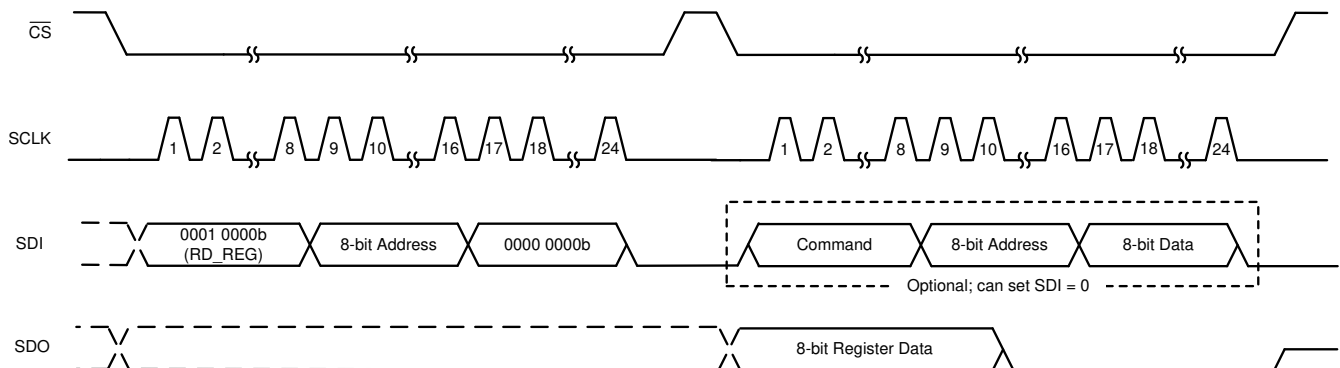 CS
SCLK
1 2 8 9 10 16 17 18 24 1 2 8 9 10 16 17 18 24
SDI
0001 0000b
(RD_REG)
8-bit Address
0000 0000b
Command
8-bit Address
8-bit Data
Optional; can set SDI = 0
SDO
8-bit Register Data